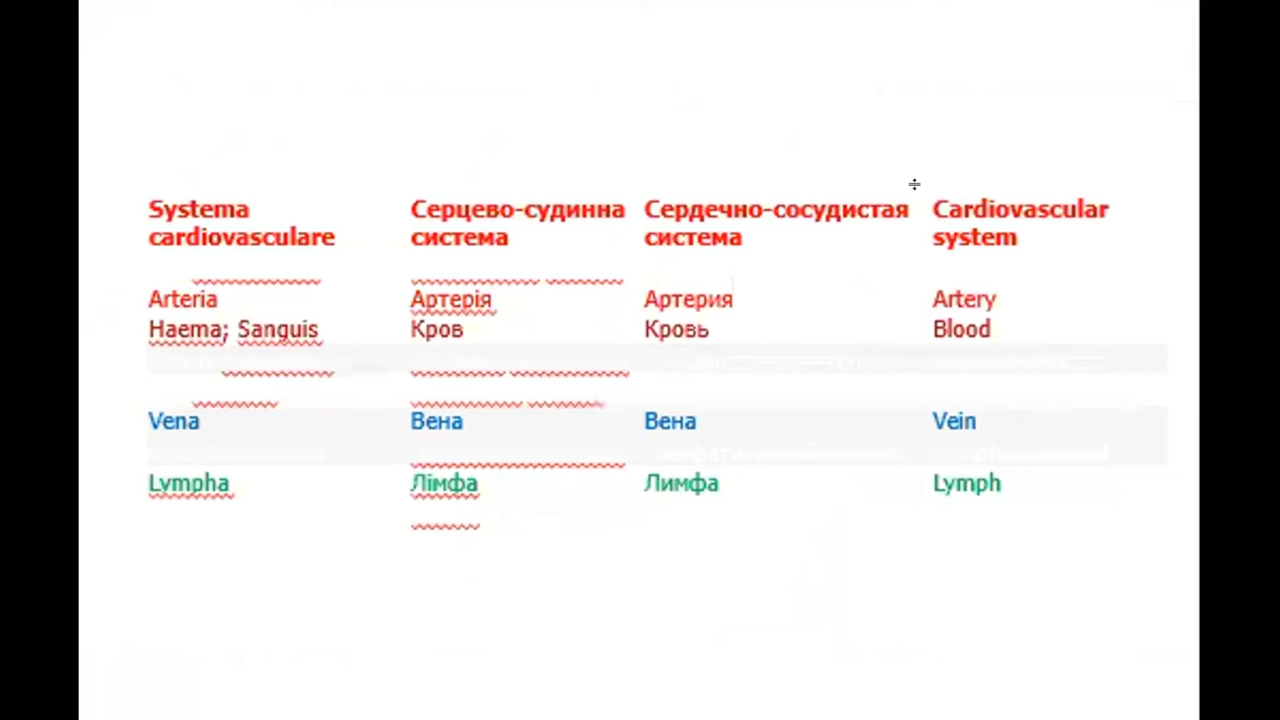 Systema cardiovasculare
Серцево-судинна система
Сердечно-сосудистая система
Cardiovascular system
Arteria Артерія Артерия Artery
Haema; Sanguis Кров Кровь Blood
Vena Вена Вена Vein
Lympha Лімфа Лимфа Lymph